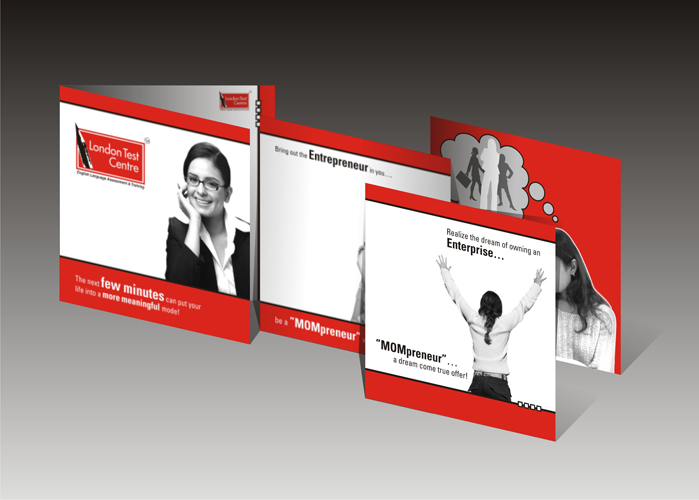 London Test
Centre
London Test
Centre
English Language Assessment & Training
The next few minutes can put your
life into a more meaningful mode!
Bring out the Entrepreneur in you....
be a "MOMpreneur"
Realize the dream of owning an
Enterprise...
"MOMpreneur"...
a dream come true offer!